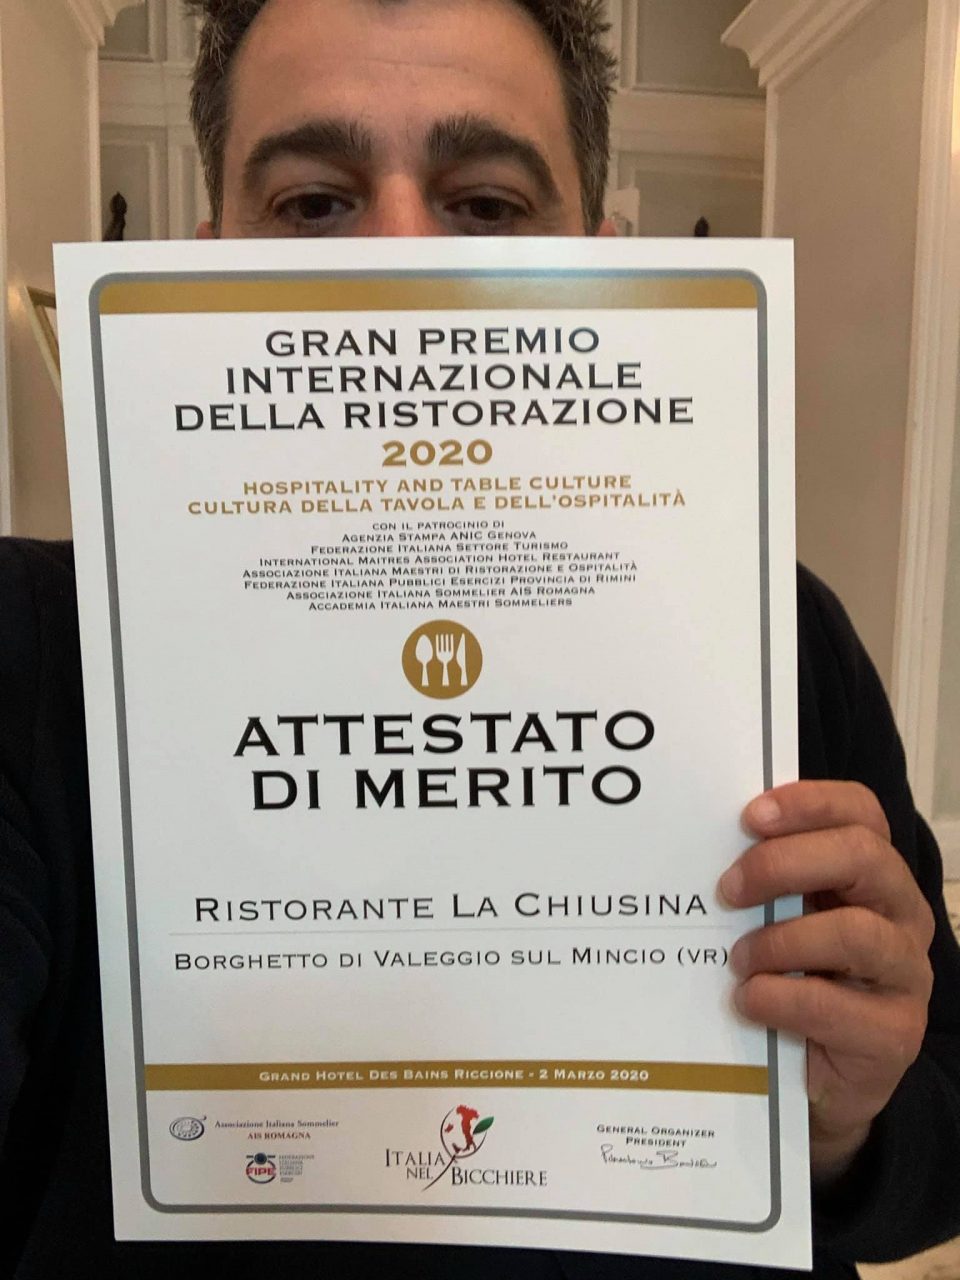 GRAN PREMIO
INTERNAZIONALE
DELLA RISTORAZIONE
2020
HOSPITALITY AND TABLE CULTURE
CULTURA DELLA TAVOLA E DELL'OSPITALITÀ
CON IL PATROCINIO DI
AGENZIA STAMPA ANIC GENOVA
FEDERAZIONE ITALIANA SETTORE TURISMO
INTERNATIONAL MAITRES ASSOCIATION HOTEL RESTAURANT
ASSOCIAZIONE ITALIANA MAESTRI DI RISTORAZIONE E OSPITALITÀ
FEDERAZIONE ITALIANA PUBBLICI ESERCIZI PROVINCIA DI RIMINI
ASSOCIAZIONE ITALIANA SOMMELIER AIS ROMAGNA
ACCADEMIA ITALIANA MAESTRI SOMMELIERS
ATTESTATO
DI MERITO
RISTORANTE LA CHIUSINA
BORGHETTO DI VALEGGIO SUL MINCIO (VR)
GRAND HOTEL DES BAINS RICCIONE - 2 MARZO 2020
Associazione Italiana Sommelier
AIS ROMAGNA
FIPE
ITALIA
NEL BICCHIERE
GENERAL ORGANIZER
PRESIDENT